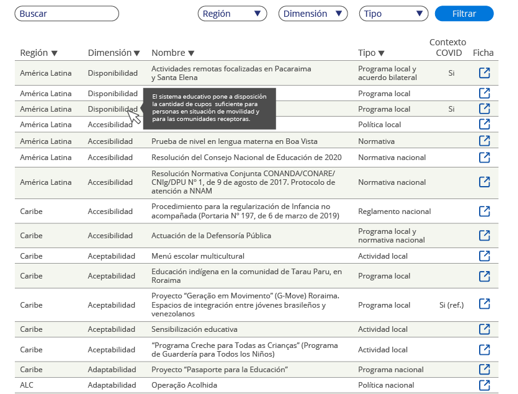 Buscar Región ▼ Dimensión ▼ Tipo ▼ Filtrar
Contexto
Región ▼ Dimensión ▼ Nombre ▼ Tipo ▼ COVID Ficha
América Latina Disponibilidad Actividades remotas focalizadas en Pacaraima
y Santa Elena Programa local y
acuerdo bilateral Si
América Latina Disponibilidad Programa local
América Latina Disponibilidad Programa local Si
El sistema educativo pone a disposición
la cantidad de cupos suficiente para
personas en situación de movilidad y
para las comunidades receptoras.
América Latina Accesibilidad Política local
América Latina Accesibilidad Prueba de nivel en lengua materna en Boa Vista Normativa
América Latina Accesibilidad Resolución del Consejo Nacional de Educación de 2020 Normativa nacional
América Latina Accesibilidad Resolución Normativa Conjunta CONANDA/CONARE/
CNIg/DPU N° 1, de 9 de agosto de 2017. Protocolo de
atención a NNAM Normativa nacional
Caribe Accesibilidad Procedimiento para la regularización de Infancia no
acompañada (Portaria N° 197, de 6 de marzo de 2019) Reglamento nacional
Caribe Accesibilidad Actuación de la Defensoría Pública Programa local y
normativa nacional
Caribe Aceptabilidad Menú escolar multicultural Actividad local
Caribe Aceptabilidad Educación indígena en la comunidad de Tarau Paru, en
Roraima Programa local
Caribe Aceptabilidad Proyecto “Geração em Movimento” (G-Move) Roraima.
Espacios de integración entre jóvenes brasileños y
venezolanos Programa local Si (ref.)
Caribe Aceptabilidad Sensibilización educativa Actividad local
Caribe Aceptabilidad “Programa Creche para Todas as Crianças” (Programa
de Guardería para Todos los Niños) Actividad local
Caribe Adaptabilidad Proyecto “Pasaporte para la Educación” Programa nacional
ALC Adaptabilidad Operação Acolhida Política nacional